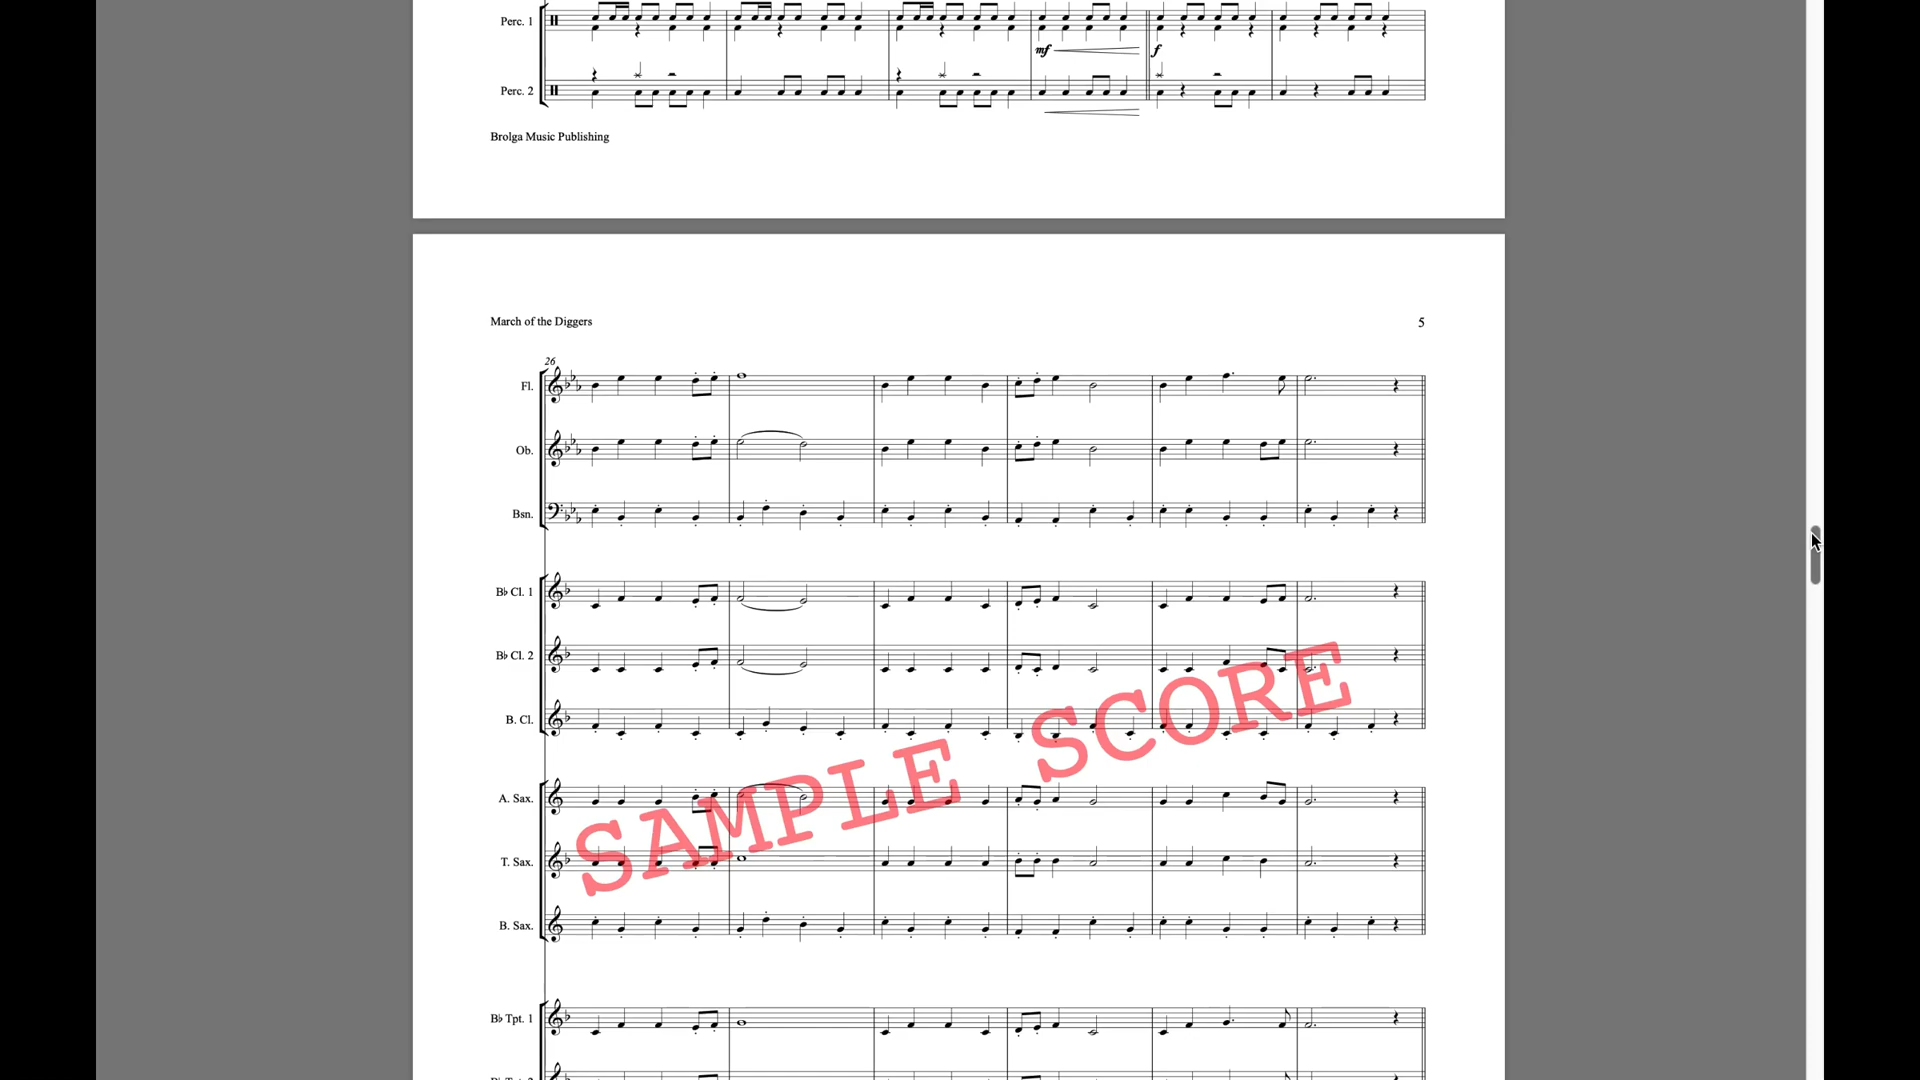 Perc. 1
mf
f
Perc. 2
Brolga Music Publishing
March of the Diggers
5
26
Fl.
Ob.
Bsn.
B♭ Cl. 1
B♭ Cl. 2
B. Cl.
SAMPLE SCORE
A. Sax.
T. Sax.
B. Sax.
B♭ Tpt. 1